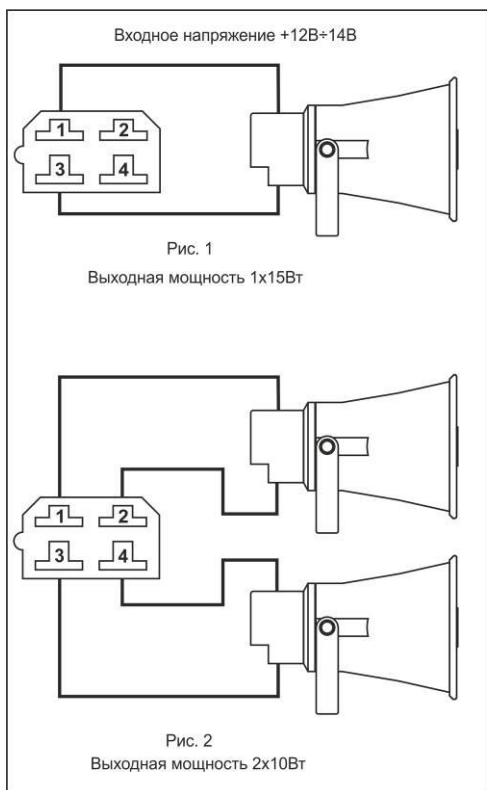 Входное напряжение +12В÷14В
1 2
3 4
Рис. 1
Выходная мощность 1х15Вт
1 2
3 4
Рис. 2
Выходная мощность 2х10Вт